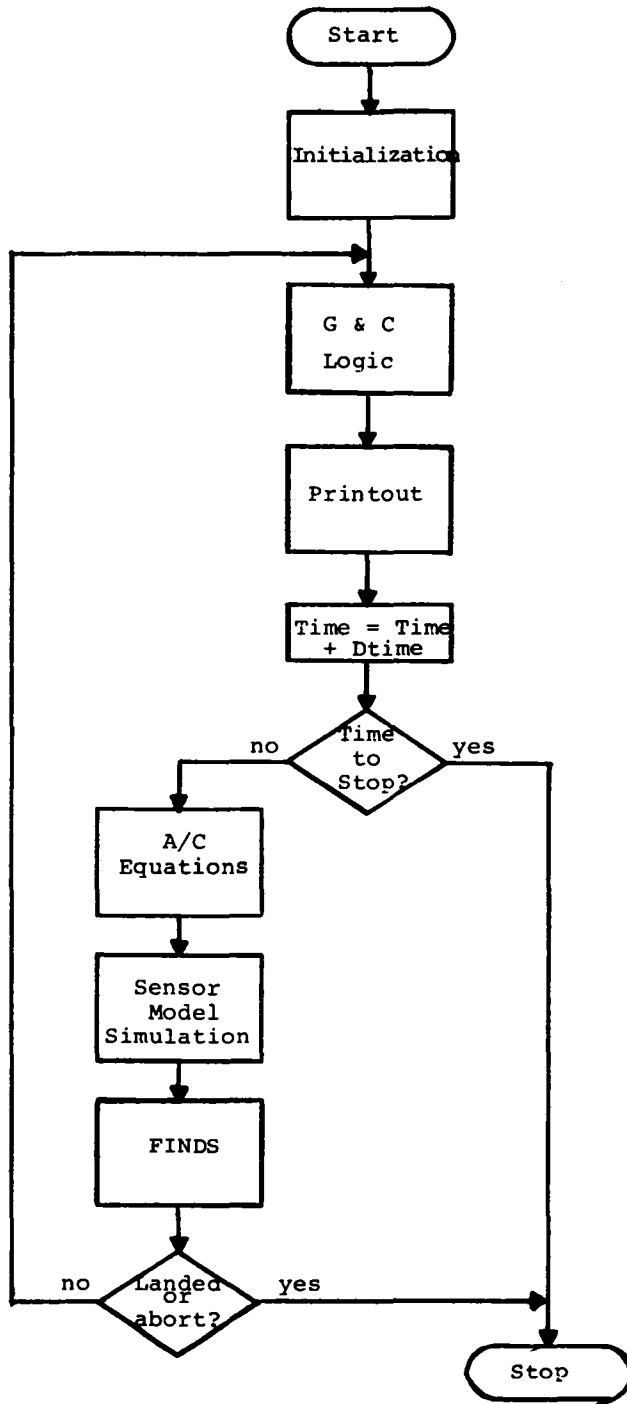 Start
Initialization
G & C
Logic
Printout
Time = Time
+ Dtime
Time
to
Stop?
no
yes
A/C
Equations
Sensor
Model
Simulation
FINDS
Landed
or
abort?
no
yes
Stop